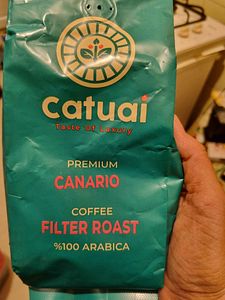 catuai
Taste Of Luxury
PREMIUM
CANARIO
COFFEE
FILTER ROAST
%100 ARABICA